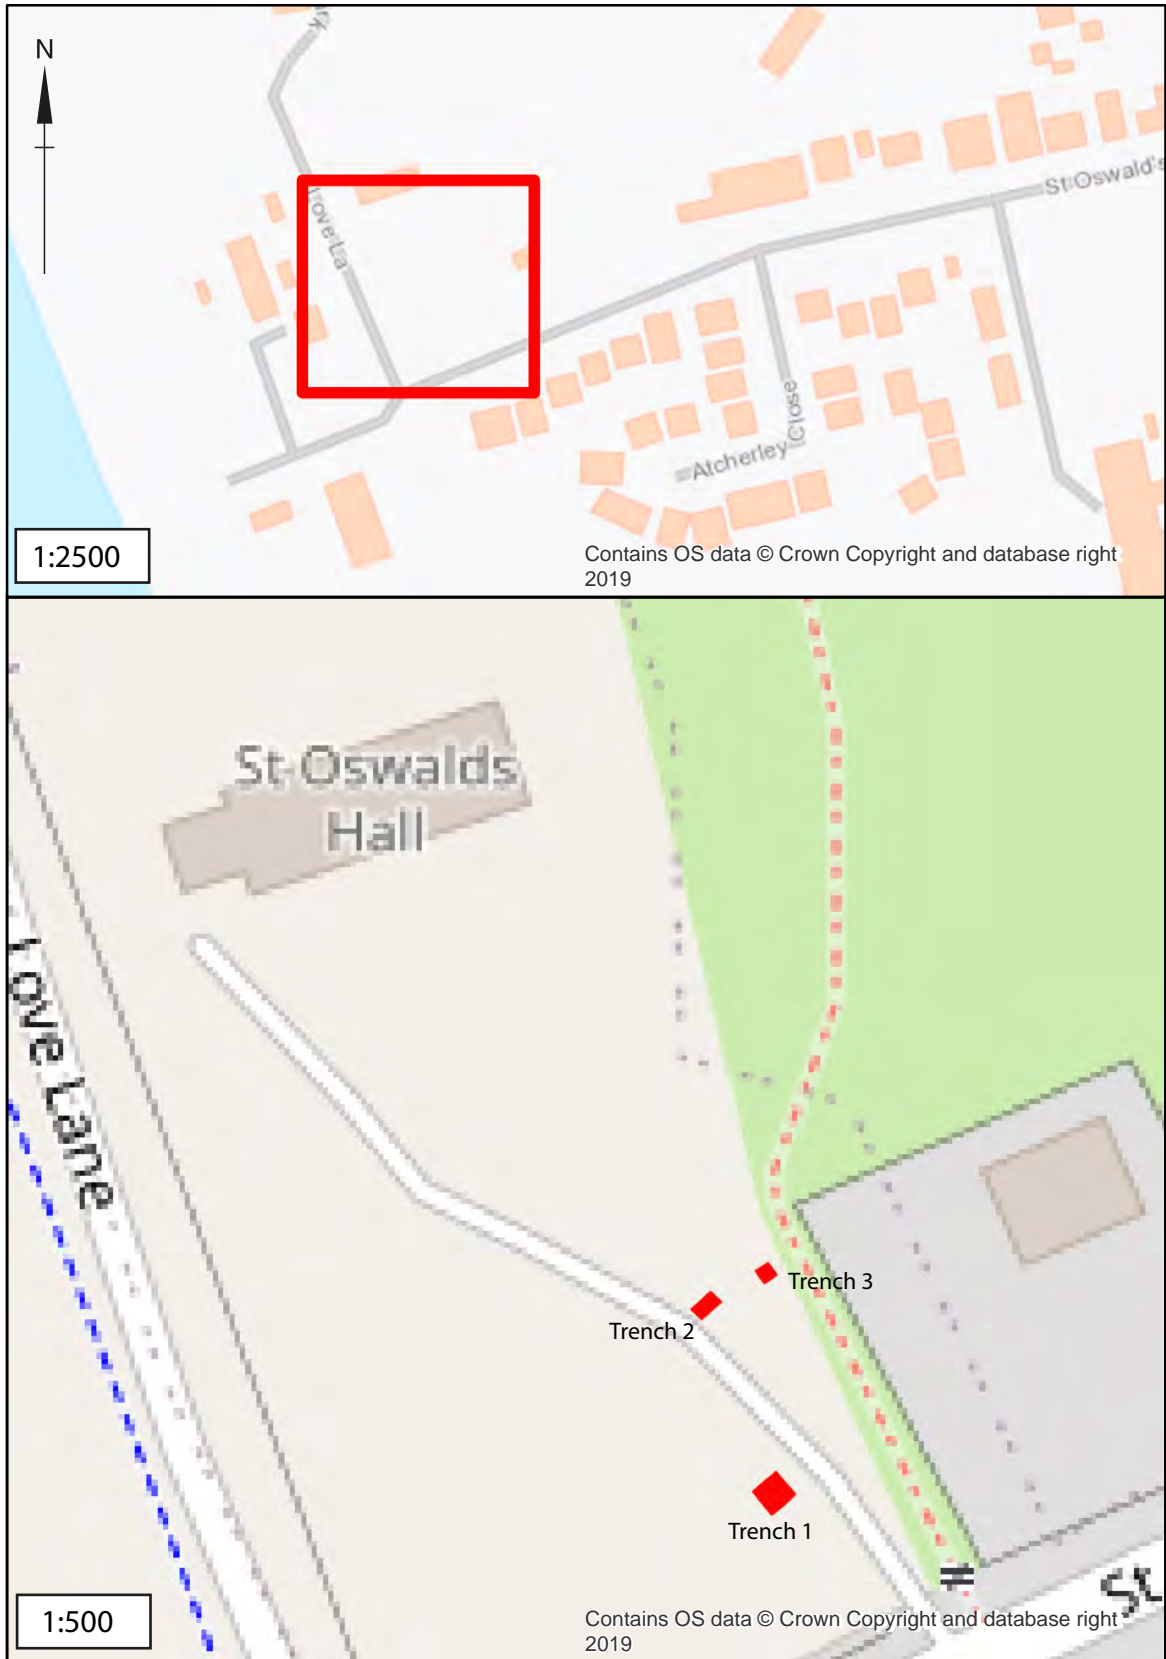 N
Love La
St Oswald's
Atcherley Close
1:2500
Contains OS data © Crown Copyright and database right
2019
St Oswalds
Hall
Love Lane
Trench 3
Trench 2
Trench 1
St
1:500
Contains OS data © Crown Copyright and database right
2019